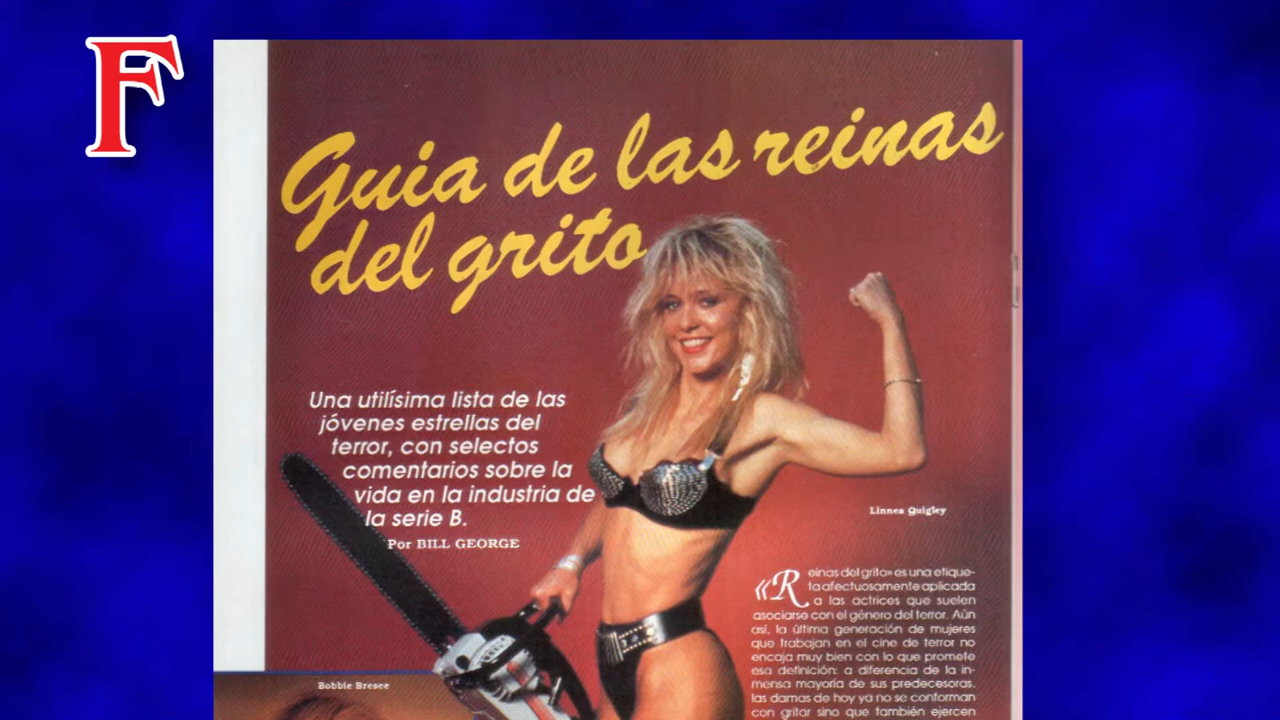 F
Guia de las reinas
del grito
Una utilísima lista de las
jóvenes estrellas del
terror, con selectos
comentarios sobre la
vida en la industria de
la serie B.
Por BILL GEORGE
Linnea Quigley
«Reinas del grito» es una etique-
ta afectuosamente aplicada
a las actrices que suelen
asociarse con el género del terror. Aún
así, la última generación de mujeres
que trabajan en el cine de terror no
encaja muy bien con lo que promete
esa definición: a diferencia de la in-
mensa mayoría de sus predecesoras,
las damas de hoy ya no se conforman
con gritar sino que también ejercen
Bobbie Bresee